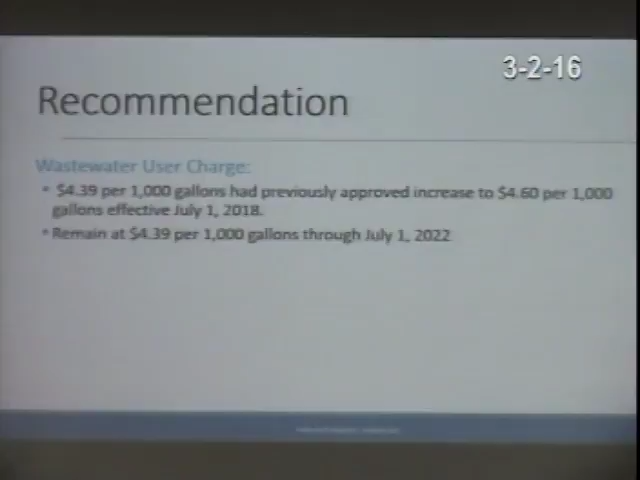 3-2-16
Recommendation
Wastewater User Charge:
• $4.39 per 1,000 gallons had previously approved increase to $4.60 per 1,000
gallons effective July 1, 2018.
• Remain at $4.39 per 1,000 gallons through July 1, 2022